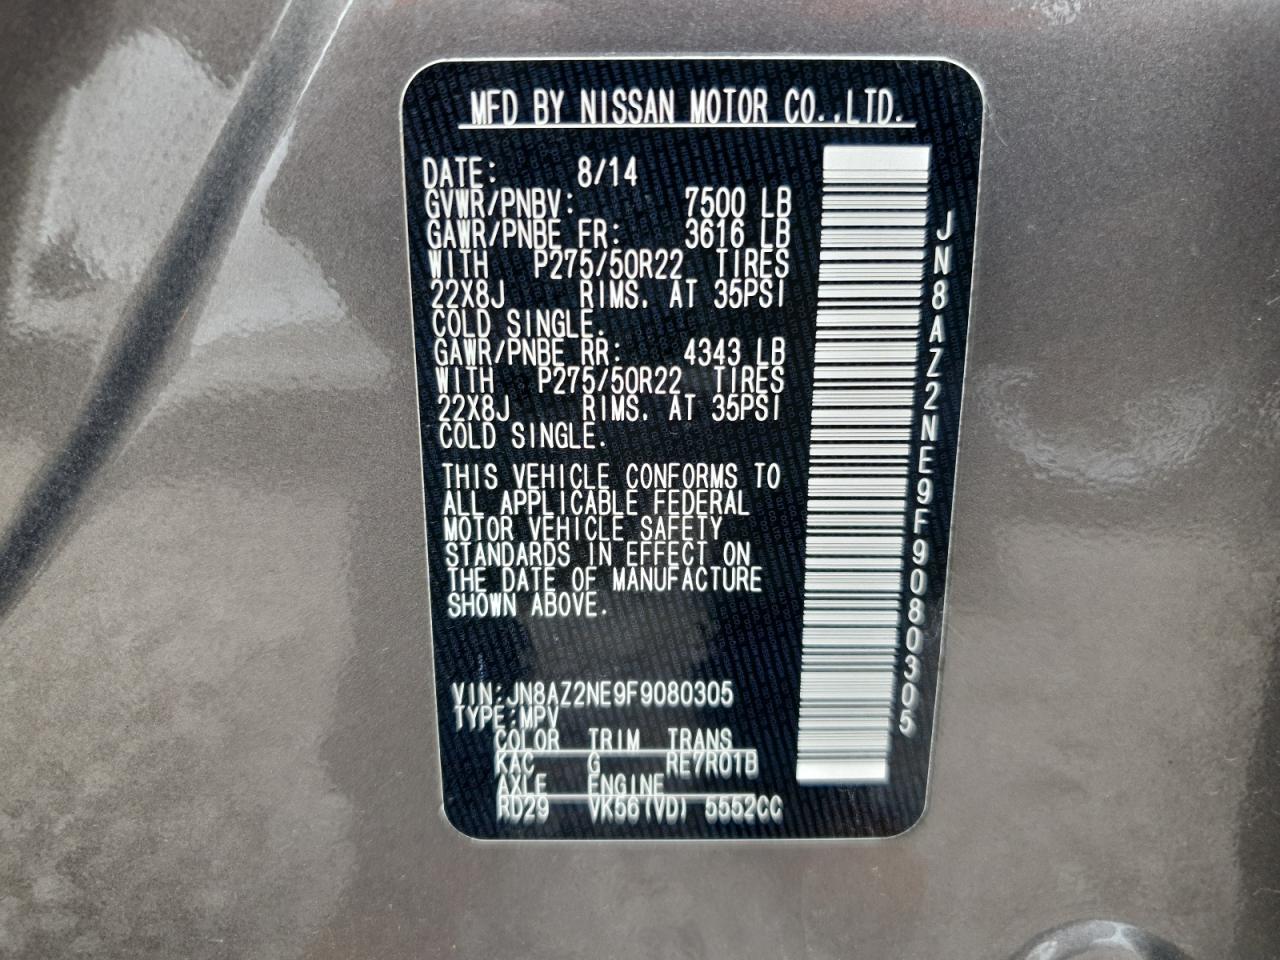 MFD BY NISSAN MOTOR CO.,LTD.
DATE: 8/14
GVWR/PNBV: 7500 LB
GAWR/PNBE FR: 3616 LB
WITH P275/50R22 TIRES
22X8J RIMS. AT 35PSI
COLD SINGLE.
GAWR/PNBE RR: 4343 LB
WITH P275/50R22 TIRES
22X8J RIMS. AT 35PSI
COLD SINGLE.
THIS VEHICLE CONFORMS TO
ALL APPLICABLE FEDERAL
MOTOR VEHICLE SAFETY
STANDARDS IN EFFECT ON
THE DATE OF MANUFACTURE
SHOWN ABOVE.
VIN:JN8AZ2NE9F9080305
TYPE:MPV
COLOR TRIM TRANS
KAC G RE7R01B
AXLE ENGINE
RD29 VK56(VD) 5552CC
JN8AZ2NE9F9080305